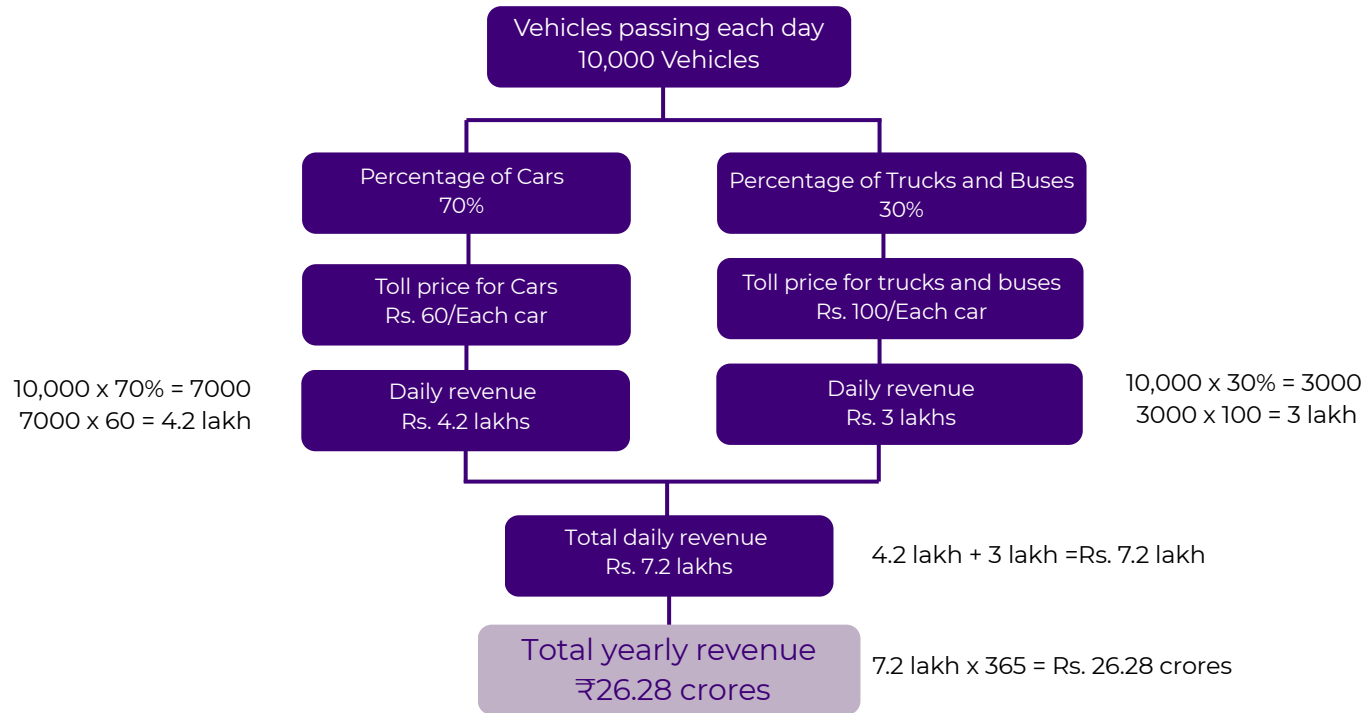 Vehicles passing each day
10,000 Vehicles
Percentage of Cars
70%
Percentage of Trucks and Buses
30%
Toll price for Cars
Rs. 60/Each car
Toll price for trucks and buses
Rs. 100/Each car
10,000 x 70% = 7000
7000 x 60 = 4.2 lakh
Daily revenue
Rs. 4.2 lakhs
Daily revenue
Rs. 3 lakhs
10,000 x 30% = 3000
3000 x 100 = 3 lakh
Total daily revenue
Rs. 7.2 lakhs
4.2 lakh + 3 lakh =Rs. 7.2 lakh
Total yearly revenue
₹26.28 crores
7.2 lakh x 365 = Rs. 26.28 crores